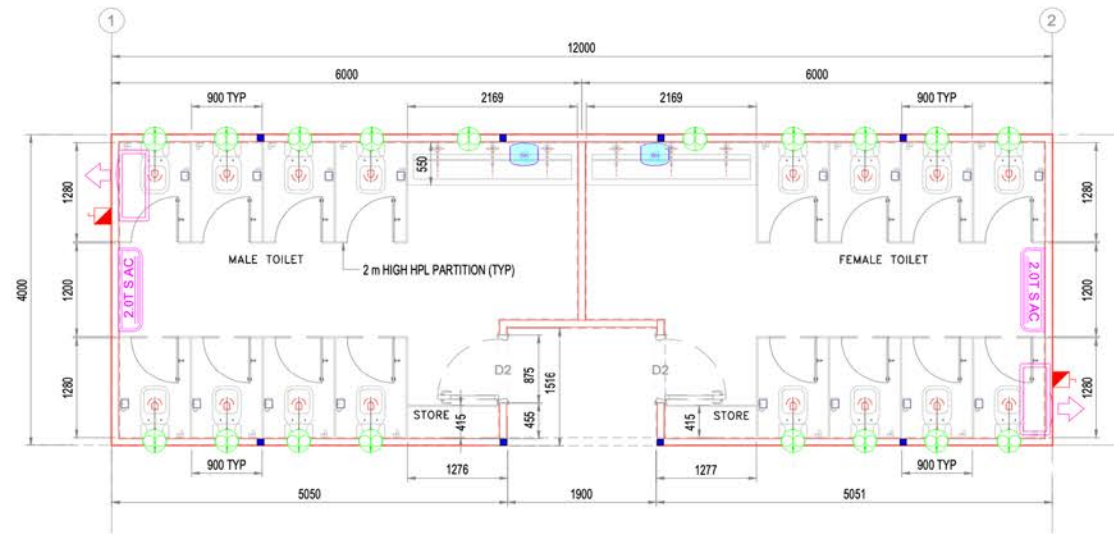 1
2
12000
6000
6000
900 TYP
2169
2169
900 TYP
550
1280
1280
MALE TOILET
FEMALE TOILET
2 m HIGH HPL PARTITION (TYP)
4000
1200
2.0T S AC
2.0T S AC
1200
1280
1280
D2
875
1516
D2
STORE
415
455
415
STORE
900 TYP
1276
1277
900 TYP
5050
1900
5051